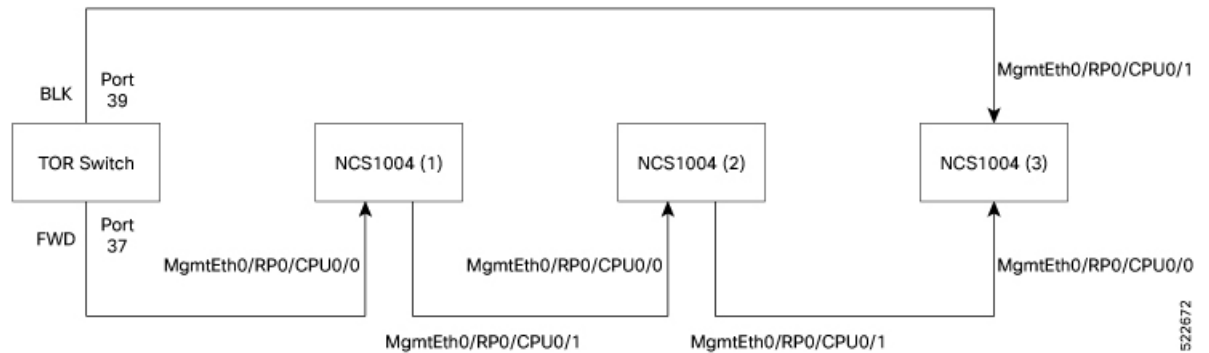 MgmtEth0/RP0/CPU0/1
BLK
Port
39
TOR Switch
NCS1004 (1)
NCS1004 (2)
NCS1004 (3)
FWD
Port
37
MgmtEth0/RP0/CPU0/0
MgmtEth0/RP0/CPU0/0
MgmtEth0/RP0/CPU0/0
MgmtEth0/RP0/CPU0/1
MgmtEth0/RP0/CPU0/1
522672